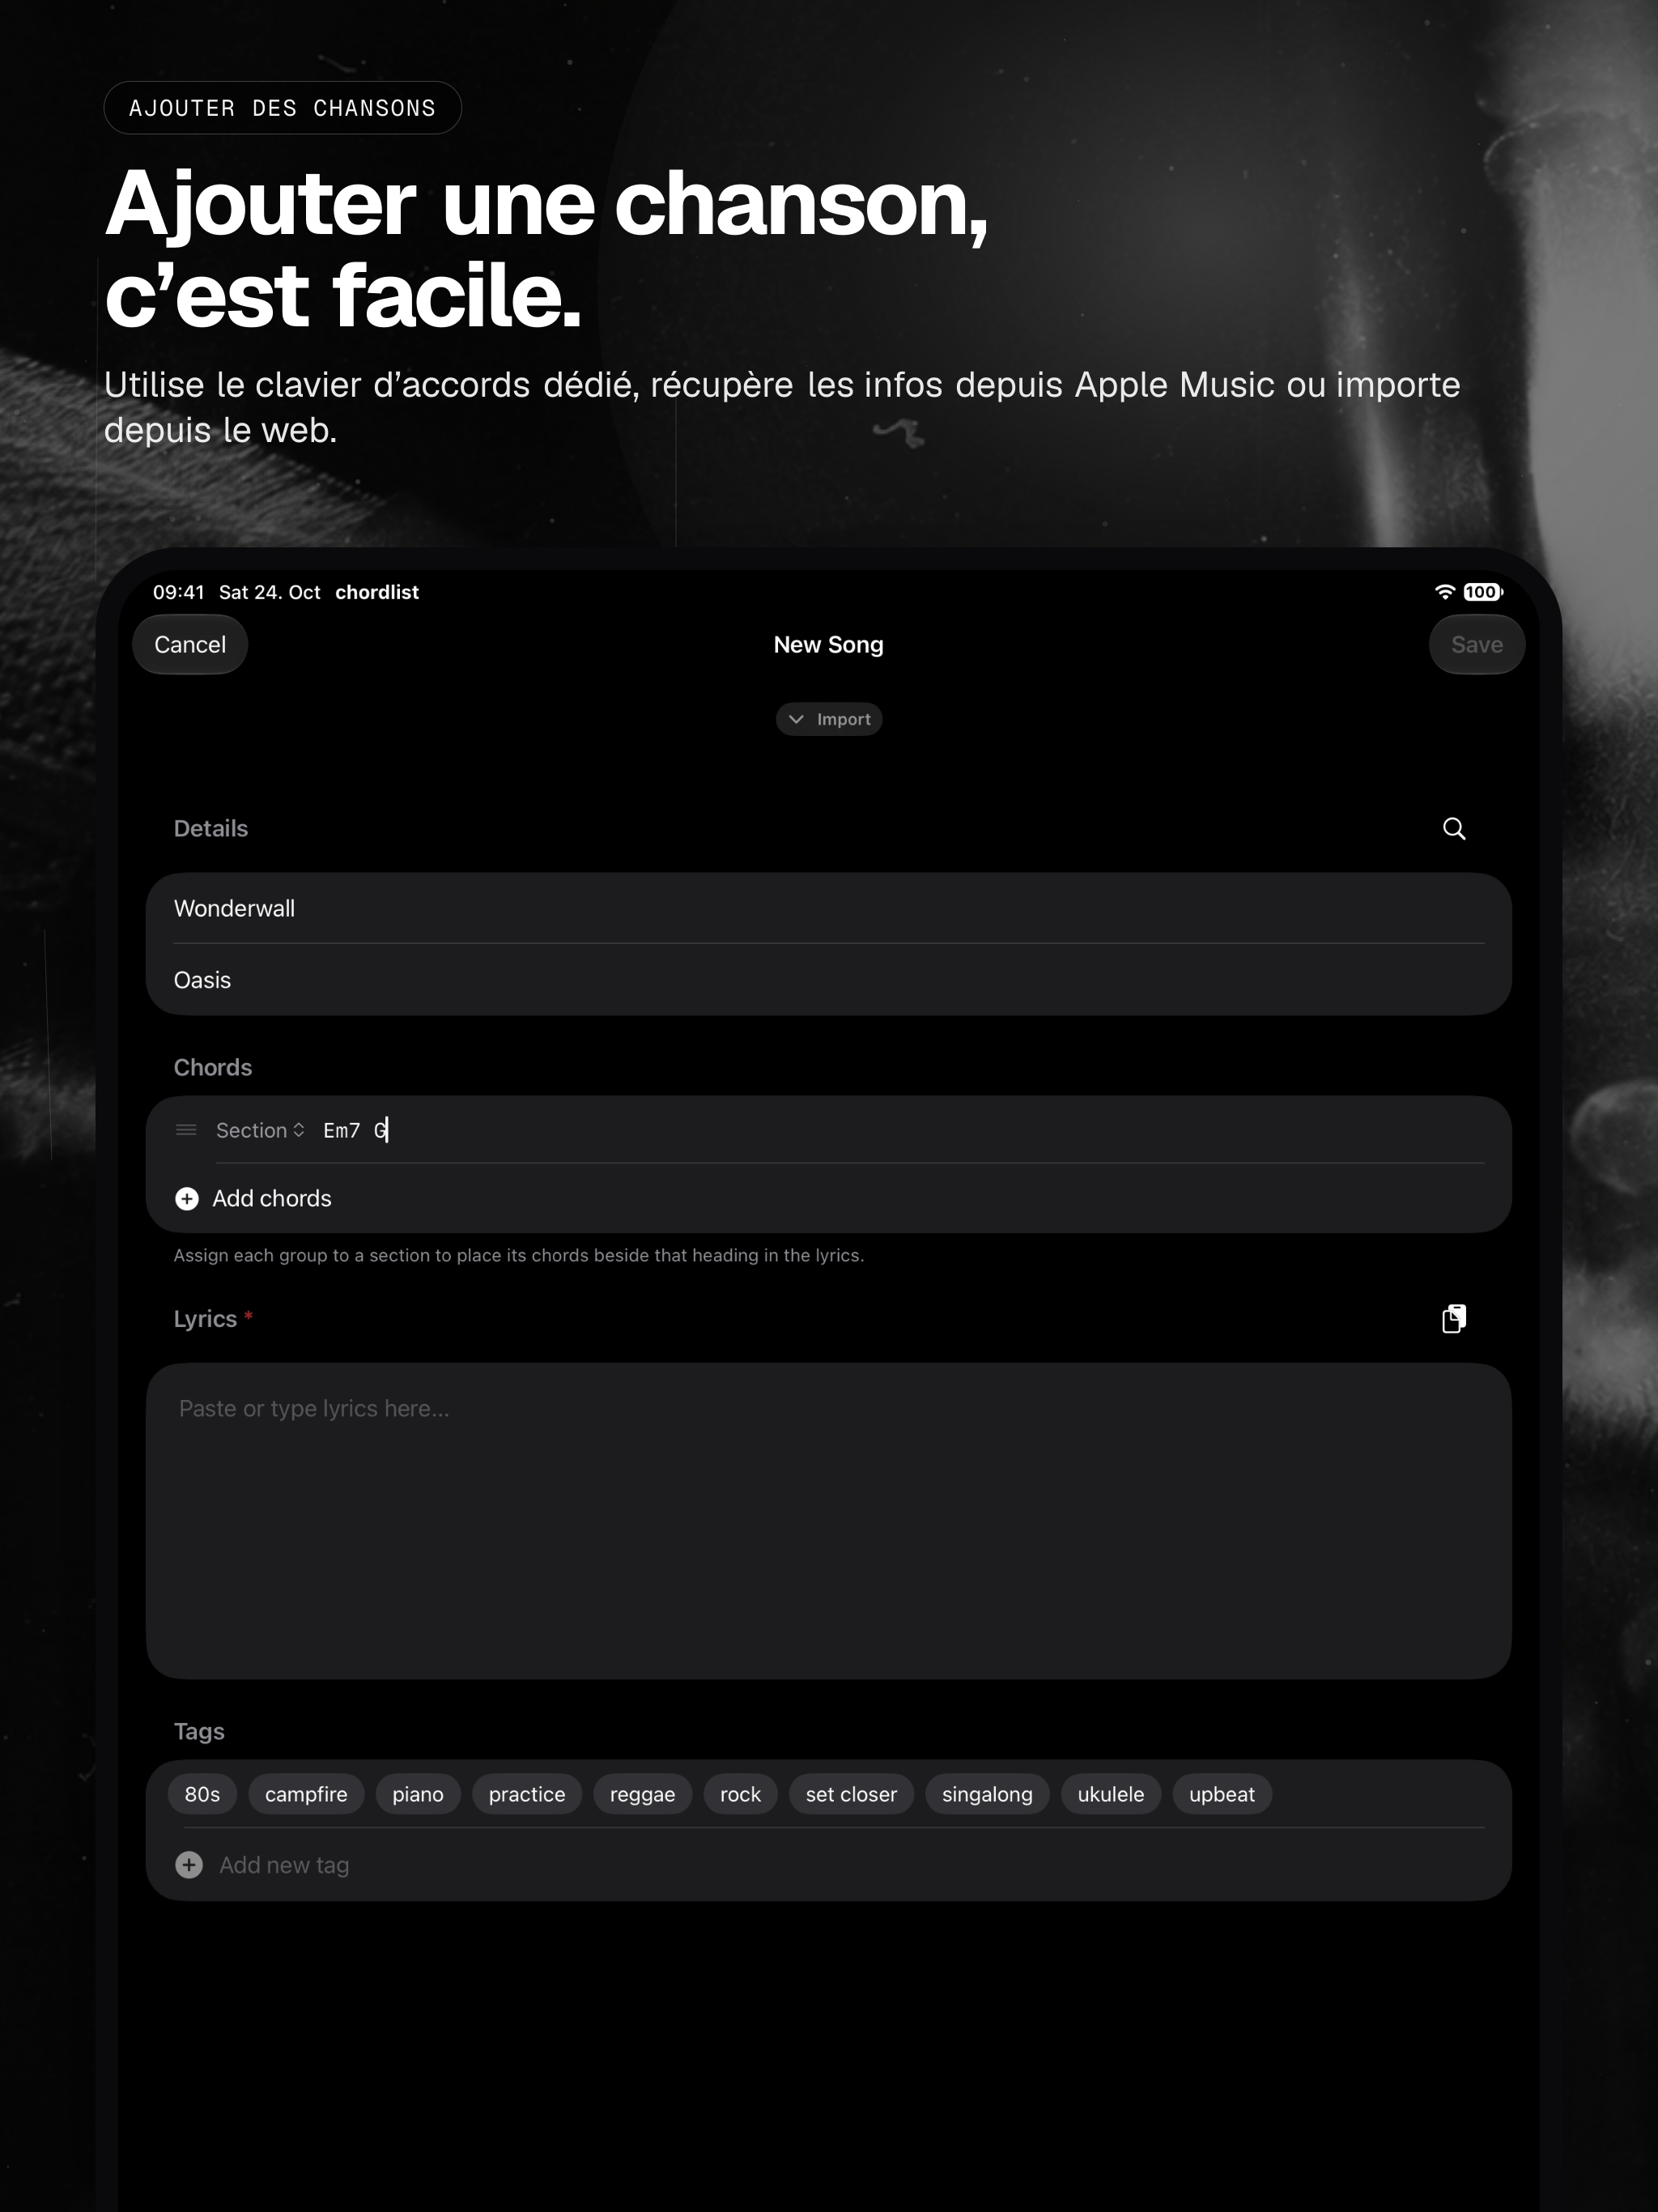 AJOUTER DES CHANSONS
Ajouter une chanson,
c’est facile.
Utilise le clavier d’accords dédié, récupère les infos depuis Apple Music ou importe
depuis le web.
09:41 Sat 24. Oct chordlist 100
Cancel New Song Save
Import
Details
Wonderwall
Oasis
Chords
Section Em7 G
Add chords
Assign each group to a section to place its chords beside that heading in the lyrics.
Lyrics *
Paste or type lyrics here...
Tags
80s campfire piano practice reggae rock set closer singalong ukulele upbeat
Add new tag